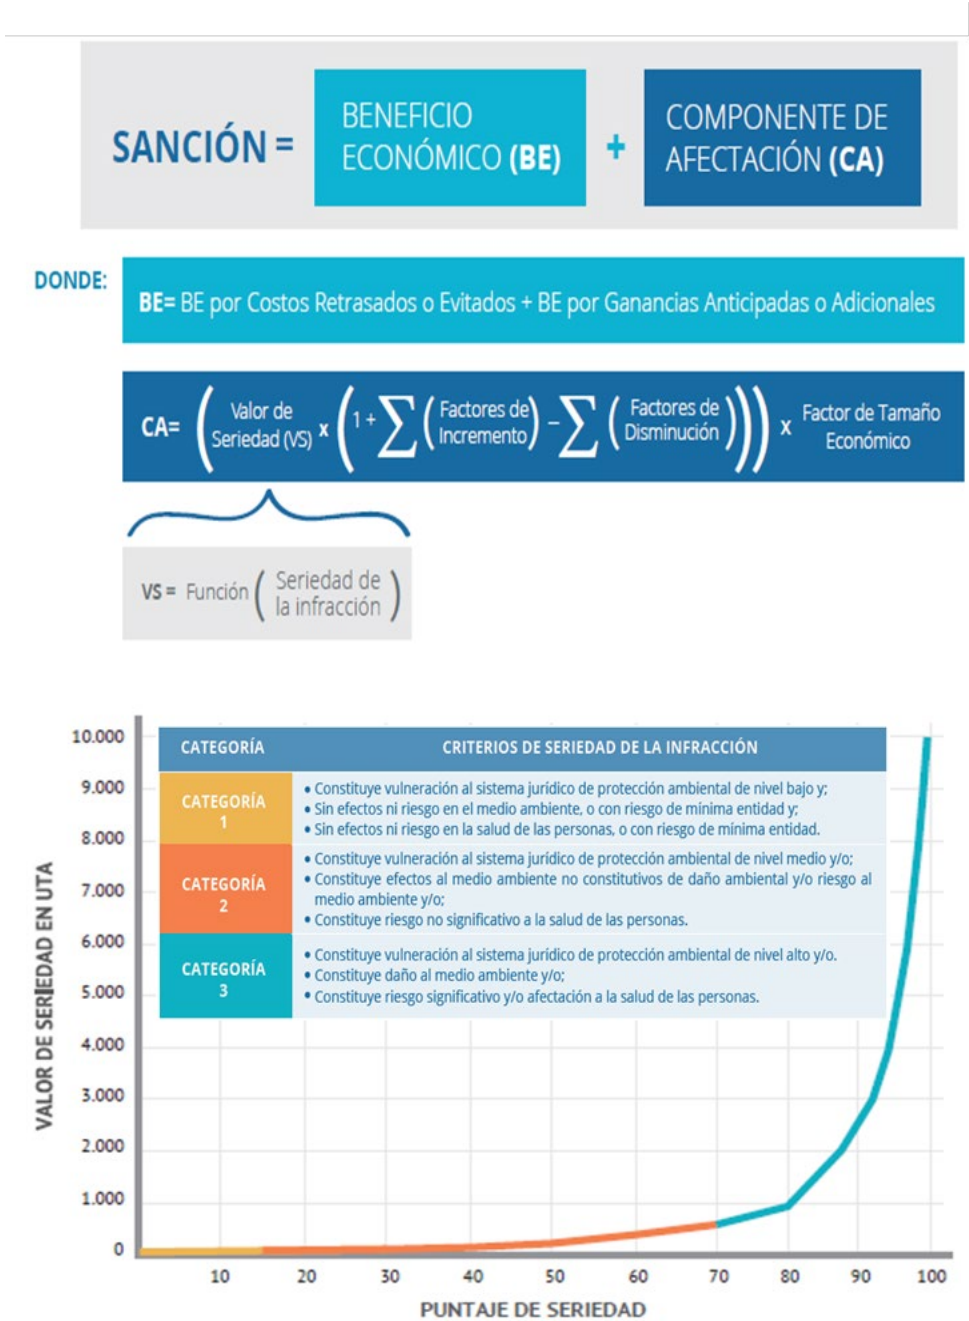 SANCIÓN =
BENEFICIO
ECONÓMICO (BE)
+
COMPONENTE DE
AFECTACIÓN (CA)
DONDE:
BE= BE por Costos Retrasados o Evitados + BE por Ganancias Anticipadas o Adicionales
CA= ( Valor de Seriedad (VS) x ( 1 + ∑ ( Factores de Incremento ) − ∑ ( Factores de Disminución ) ) ) x Factor de Tamaño Económico
VS = Función ( Seriedad de la infracción )
CATEGORÍA
CRITERIOS DE SERIEDAD DE LA INFRACCIÓN
CATEGORÍA
1
• Constituye vulneración al sistema jurídico de protección ambiental de nivel bajo y;
• Sin efectos ni riesgo en el medio ambiente, o con riesgo de mínima entidad y;
• Sin efectos ni riesgo en la salud de las personas, o con riesgo de mínima entidad.
CATEGORÍA
2
• Constituye vulneración al sistema jurídico de protección ambiental de nivel medio y/o;
• Constituye efectos al medio ambiente no constitutivos de daño ambiental y/o riesgo al
medio ambiente y/o;
• Constituye riesgo no significativo a la salud de las personas.
CATEGORÍA
3
• Constituye vulneración al sistema jurídico de protección ambiental de nivel alto y/o.
• Constituye daño al medio ambiente y/o;
• Constituye riesgo significativo y/o afectación a la salud de las personas.
VALOR DE SERIEDAD EN UTA
10.000
9.000
8.000
7.000
6.000
5.000
4.000
3.000
2.000
1.000
0
10 20 30 40 50 60 70 80 90 100
PUNTAJE DE SERIEDAD